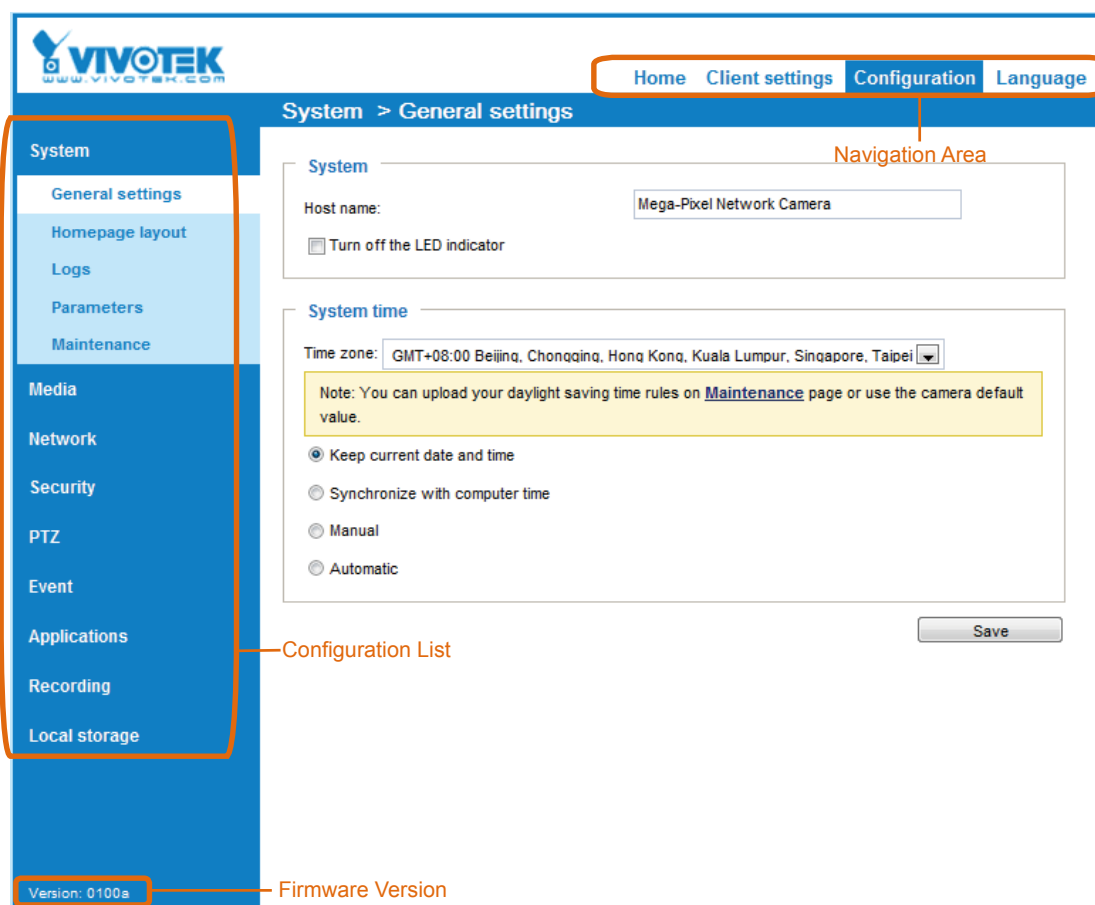 VIVOTEK
www.vivotek.com
Home Client settings Configuration Language
System > General settings
Navigation Area
System
General settings
Homepage layout
Logs
Parameters
Maintenance
Media
Network
Security
PTZ
Event
Applications
Recording
Local storage
Version: 0100a
System
Host name: Mega-Pixel Network Camera
Turn off the LED indicator
System time
Time zone: GMT+08:00 Beijing, Chongqing, Hong Kong, Kuala Lumpur, Singapore, Taipei
Note: You can upload your daylight saving time rules on Maintenance page or use the camera default
value.
Keep current date and time
Synchronize with computer time
Manual
Automatic
Save
Configuration List
Firmware Version